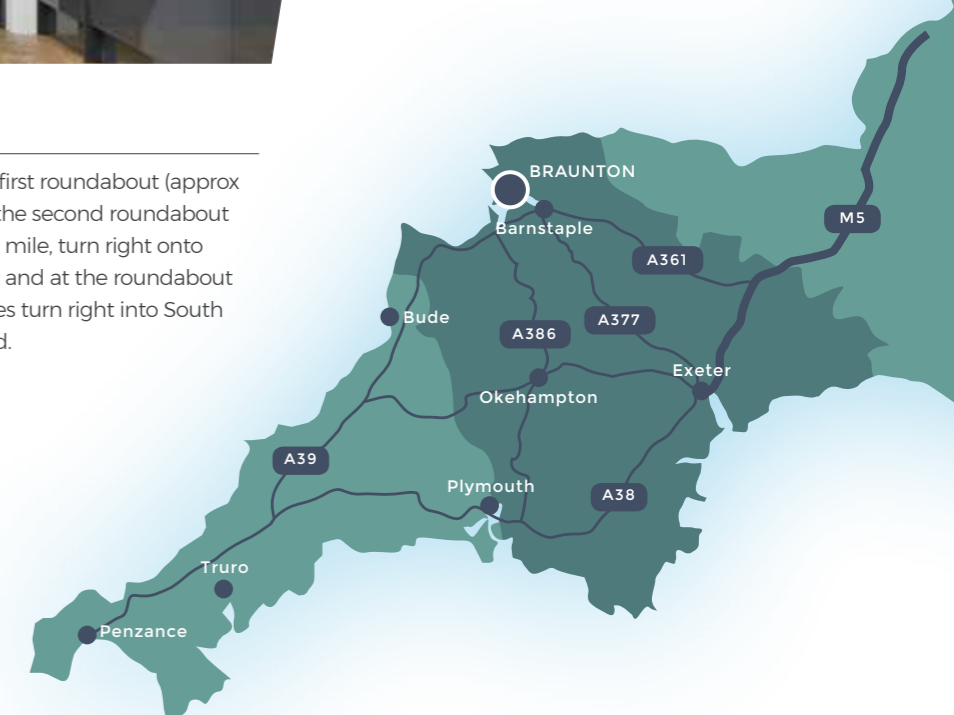 first roundabout (approx
the second roundabout
mile, turn right onto
and at the roundabout
turn right into South
BRAUNTON
Barnstaple
M5
A361
Bude
A386
A377
Exeter
Okehampton
A39
Plymouth
A38
Truro
Penzance